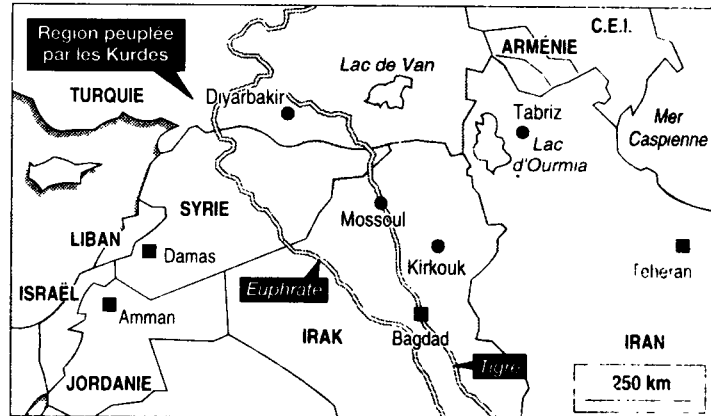 Region peuplée
par les Kurdes
C.E.I.
ARMÉNIE
Lac de Van
TURQUIE
Diyarbakir
Tabriz
Mer
Caspienne
Lac
d'Ourmia
SYRIE
Mossoul
LIBAN
Damas
Kirkouk
Teheran
ISRAËL
Euphrate
Amman
IRAK
Bagdad
IRAN
JORDANIE
Tigre
250 km